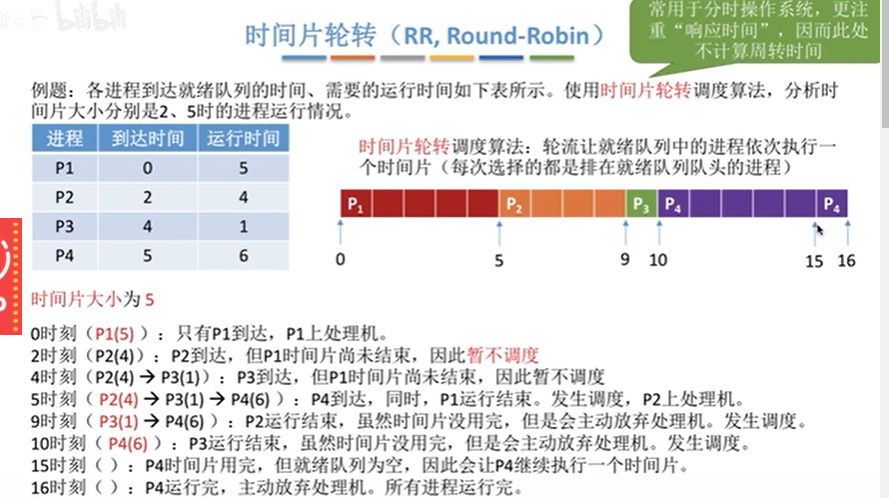 时间片轮转（RR, Round-Robin）
常用于分时操作系统，更注
重“响应时间”，因而此处
不计算周转时间
例题：各进程到达就绪队列的时间、需要的运行时间如下表所示。使用时间片轮转调度算法，分析时
间片大小分别是2、5时的进程运行情况。
进程 到达时间 运行时间
P1 0 5
P2 2 4
P3 4 1
P4 5 6
时间片轮转调度算法：轮流让就绪队列中的进程依次执行一
个时间片（每次选择的都是排在就绪队列队头的进程）
P1 P2 P3 P4 P4
0 5 9 10 15 16
时间片大小为 5
0时刻（P1(5) ）：只有P1到达，P1上处理机。
2时刻（P2(4)）：P2到达，但P1时间片尚未结束，因此暂不调度
4时刻（P2(4) → P3(1)）：P3到达，但P1时间片尚未结束，因此暂不调度
5时刻（ P2(4) → P3(1) → P4(6) ）：P4到达，同时，P1运行结束。发生调度，P2上处理机。
9时刻（ P3(1) → P4(6) ）：P2运行结束，虽然时间片没用完，但是会主动放弃处理机。发生调度。
10时刻（ P4(6) ）：P3运行结束，虽然时间片没用完，但是会主动放弃处理机。发生调度。
15时刻（ ）：P4时间片用完，但就绪队列为空，因此会让P4继续执行一个时间片。
16时刻（ ）：P4运行完，主动放弃处理机。所有进程运行完。